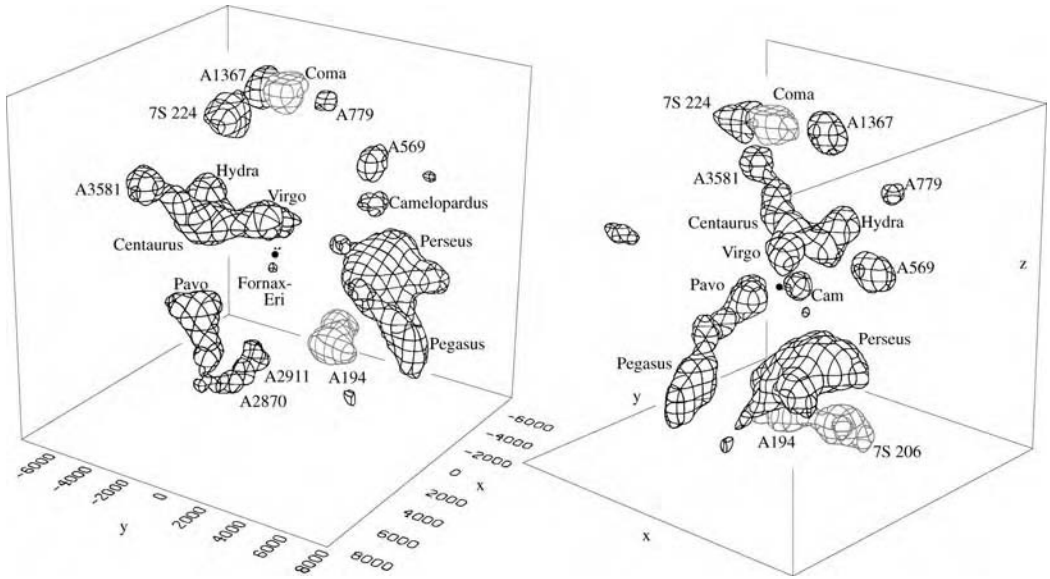 A1367
Coma
7S 224
A779
A569
A3581
Hydra
Virgo
Camelopardus
Centaurus
Perseus
Fornax-
Eri
Pavo
Pegasus
A2911
A194
A2870
-6000
-4000
-2000
0
2000
4000
6000
8000
y
-6000
-4000
-2000
0
2000
4000
6000
8000
x
Coma
7S 224
A1367
A3581
A779
Centaurus
Hydra
Virgo
z
A569
Pavo
Cam
Perseus
Pegasus
y
A194
7S 206
x